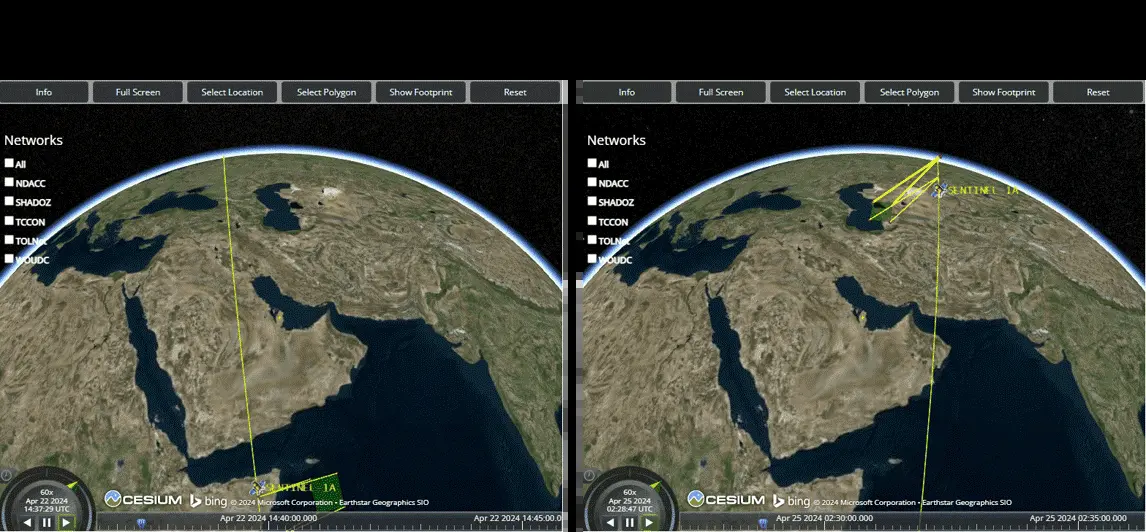 Info Full Screen Select Location Select Polygon Show Footprint Reset
Networks
All
NDACC
SHADOZ
TCCON
TOLNet
WOUDC
SENTINEL 1A
60x
Apr 22 2024
14:37:29 UTC
CESIUM bing © 2024 Microsoft Corporation • Earthstar Geographics SIO
Apr 22 2024 14:40:00.000 Apr 22 2024 14:45:00.0
Info Full Screen Select Location Select Polygon Show Footprint Reset
Networks
All
NDACC
SHADOZ
TCCON
TOLNet
WOUDC
SENTINEL 1A
60x
Apr 25 2024
02:28:47 UTC
CESIUM bing © 2024 Microsoft Corporation • Earthstar Geographics SIO
Apr 25 2024 02:30:00.000 Apr 25 2024 02:35:00.000